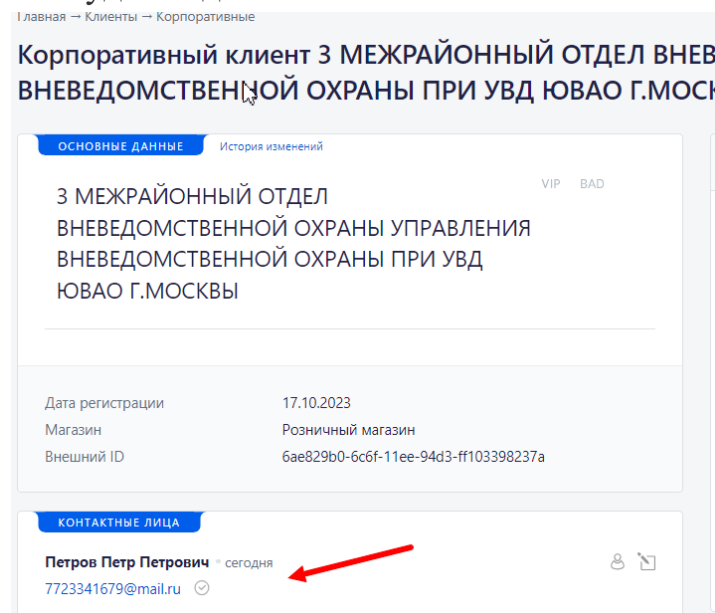 Главная → Клиенты → Корпоративные
Корпоративный клиент 3 МЕЖРАЙОННЫЙ ОТДЕЛ ВНЕВ
ВНЕВЕДОМСТВЕННОЙ ОХРАНЫ ПРИ УВД ЮВАО Г.МОСК
ОСНОВНЫЕ ДАННЫЕ История изменений
VIP BAD
3 МЕЖРАЙОННЫЙ ОТДЕЛ
ВНЕВЕДОМСТВЕННОЙ ОХРАНЫ УПРАВЛЕНИЯ
ВНЕВЕДОМСТВЕННОЙ ОХРАНЫ ПРИ УВД
ЮВАО Г.МОСКВЫ
Дата регистрации 17.10.2023
Магазин Розничный магазин
Внешний ID 6ae829b0-6c6f-11ee-94d3-ff103398237a
КОНТАКТНЫЕ ЛИЦА
Петров Петр Петрович • сегодня
7723341679@mail.ru